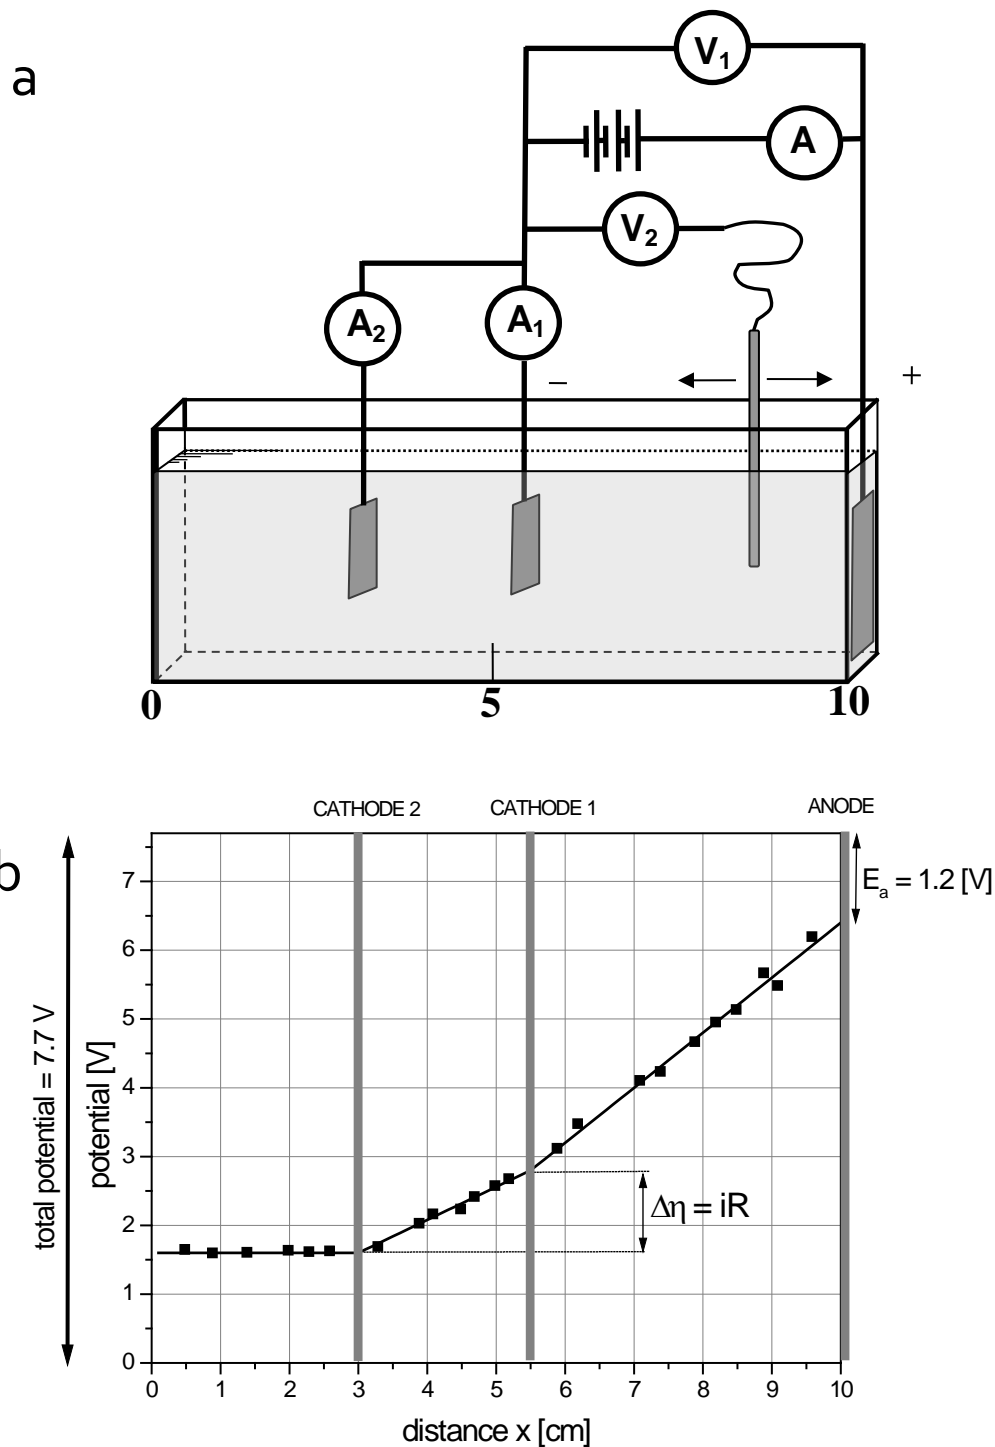 a
V₁
A
V₂
A₂
A₁
–
+
0
5
10
b
CATHODE 2
CATHODE 1
ANODE
total potential = 7.7 V
potential [V]
7
6
5
4
3
2
1
0
Eₐ = 1.2 [V]
Δη = iR
0 1 2 3 4 5 6 7 8 9 10
distance x [cm]